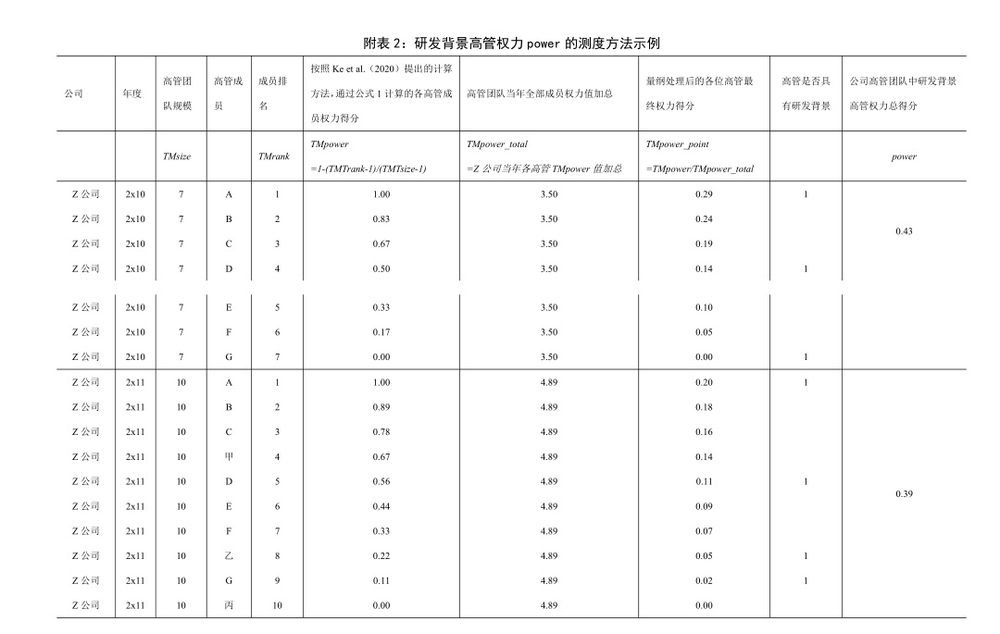 附表 2：研发背景高管权力 power 的测度方法示例
公司 年度 高管团队规模 高管成员 成员排名 按照 Ke et al.（2020）提出的计算方法，通过公式 1 计算的各高管成员权力得分 高管团队当年全部成员权力值加总 量纲处理后的各位高管最终权力得分 高管是否具有研发背景 公司高管团队中研发背景高管权力总得分
TMsize TMrank TMpower =1-(TMTrank-1)/(TMTsize-1) TMpower_total =Z 公司当年各高管 TMpower 值加总 TMpower_point =TMpower/TMpower_total power
Z 公司 2x10 7 A 1 1.00 3.50 0.29 1
Z 公司 2x10 7 B 2 0.83 3.50 0.24
0.43
Z 公司 2x10 7 C 3 0.67 3.50 0.19
Z 公司 2x10 7 D 4 0.50 3.50 0.14 1
Z 公司 2x10 7 E 5 0.33 3.50 0.10
Z 公司 2x10 7 F 6 0.17 3.50 0.05
Z 公司 2x10 7 G 7 0.00 3.50 0.00 1
Z 公司 2x11 10 A 1 1.00 4.89 0.20 1
Z 公司 2x11 10 B 2 0.89 4.89 0.18
Z 公司 2x11 10 C 3 0.78 4.89 0.16
Z 公司 2x11 10 甲 4 0.67 4.89 0.14
Z 公司 2x11 10 D 5 0.56 4.89 0.11 1
0.39
Z 公司 2x11 10 E 6 0.44 4.89 0.09
Z 公司 2x11 10 F 7 0.33 4.89 0.07
Z 公司 2x11 10 乙 8 0.22 4.89 0.05 1
Z 公司 2x11 10 G 9 0.11 4.89 0.02 1
Z 公司 2x11 10 丙 10 0.00 4.89 0.00